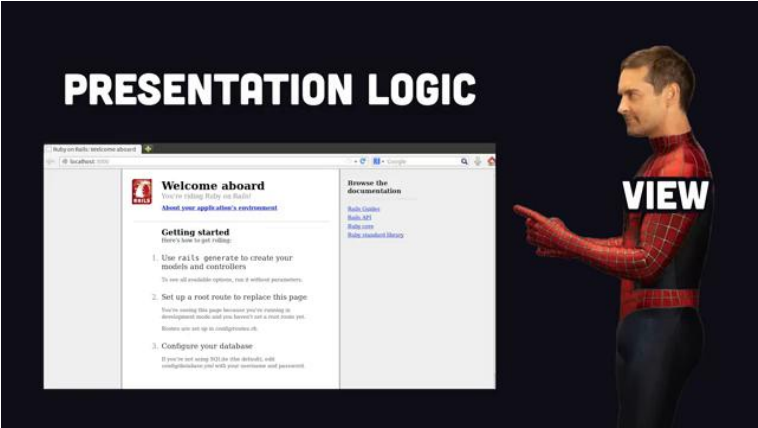 PRESENTATION LOGIC
Ruby on Rails: Welcome aboard
localhost:3000
Google
RAILS
Welcome aboard
You're riding Ruby on Rails!
About your application's environment
Getting started
Here's how to get rolling:
1. Use rails generate to create your
models and controllers
To see all available options, run it without parameters.
2. Set up a root route to replace this page
You're seeing this page because you're running in
development mode and you haven't set a root route yet.
Routes are set up in config/routes.rb.
3. Configure your database
If you're not using SQLite (the default), edit
config/database.yml with your username and password.
Browse the
documentation
Rails Guides
Rails API
Ruby core
Ruby standard library
VIEW